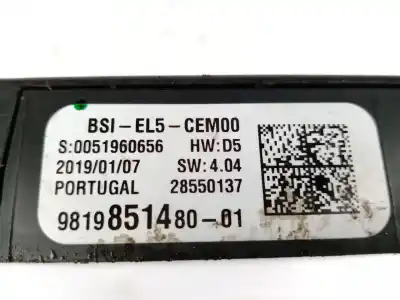 BSI-EL5-CEM00
S:0051960656 HW:D5
2019/01/07 SW:4.04
PORTUGAL 28550137
9819851480-01